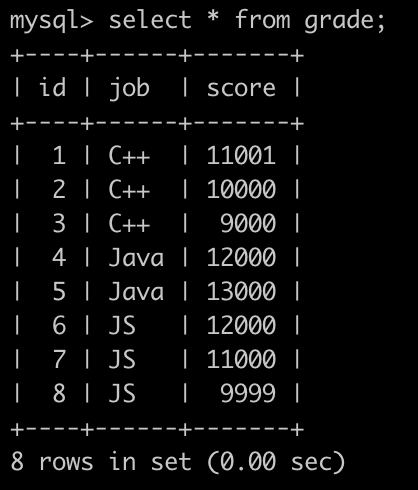 mysql> select * from grade;
+----+------+-------+
| id | job  | score |
+----+------+-------+
|  1 | C++  | 11001 |
|  2 | C++  | 10000 |
|  3 | C++  |  9000 |
|  4 | Java | 12000 |
|  5 | Java | 13000 |
|  6 | JS   | 12000 |
|  7 | JS   | 11000 |
|  8 | JS   |  9999 |
+----+------+-------+
8 rows in set (0.00 sec)